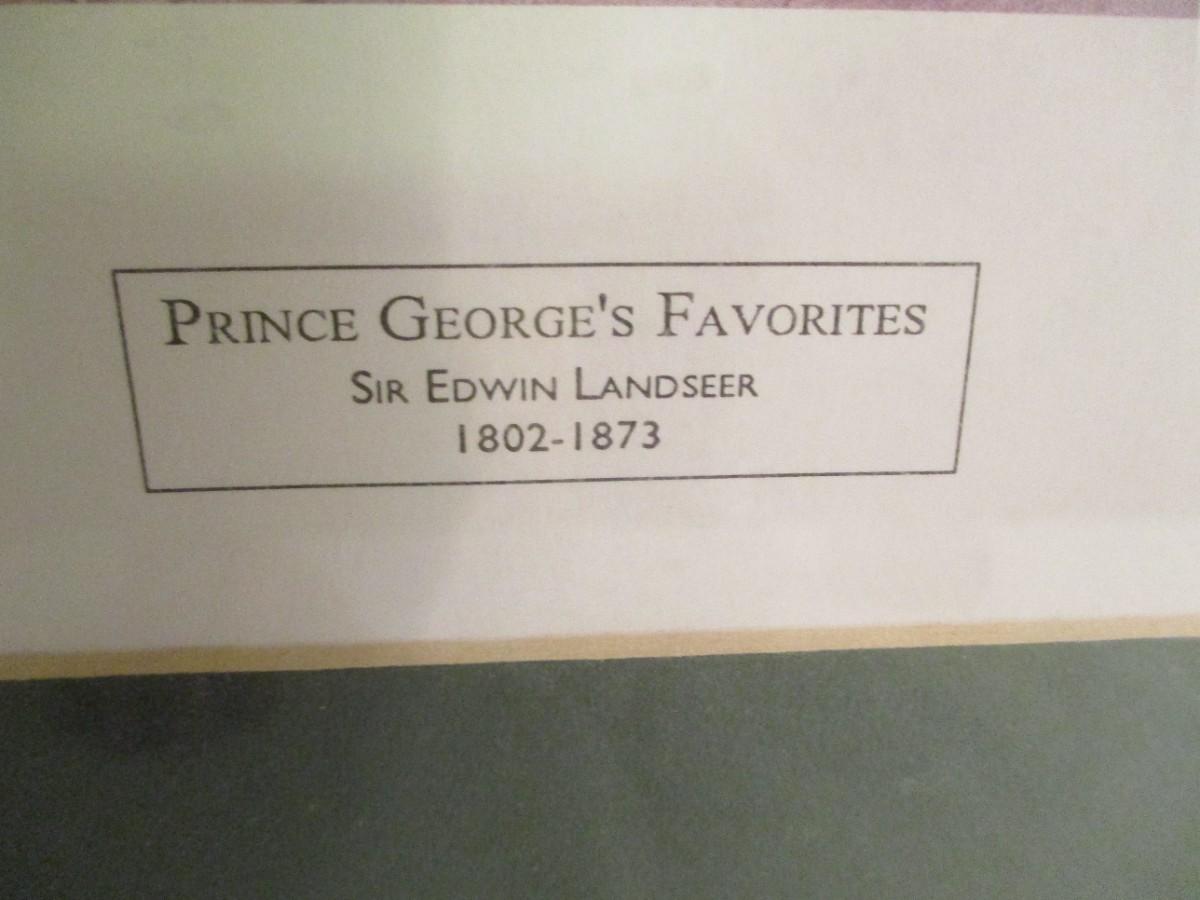 PRINCE GEORGE'S FAVORITES
SIR EDWIN LANDSEER
1802-1873